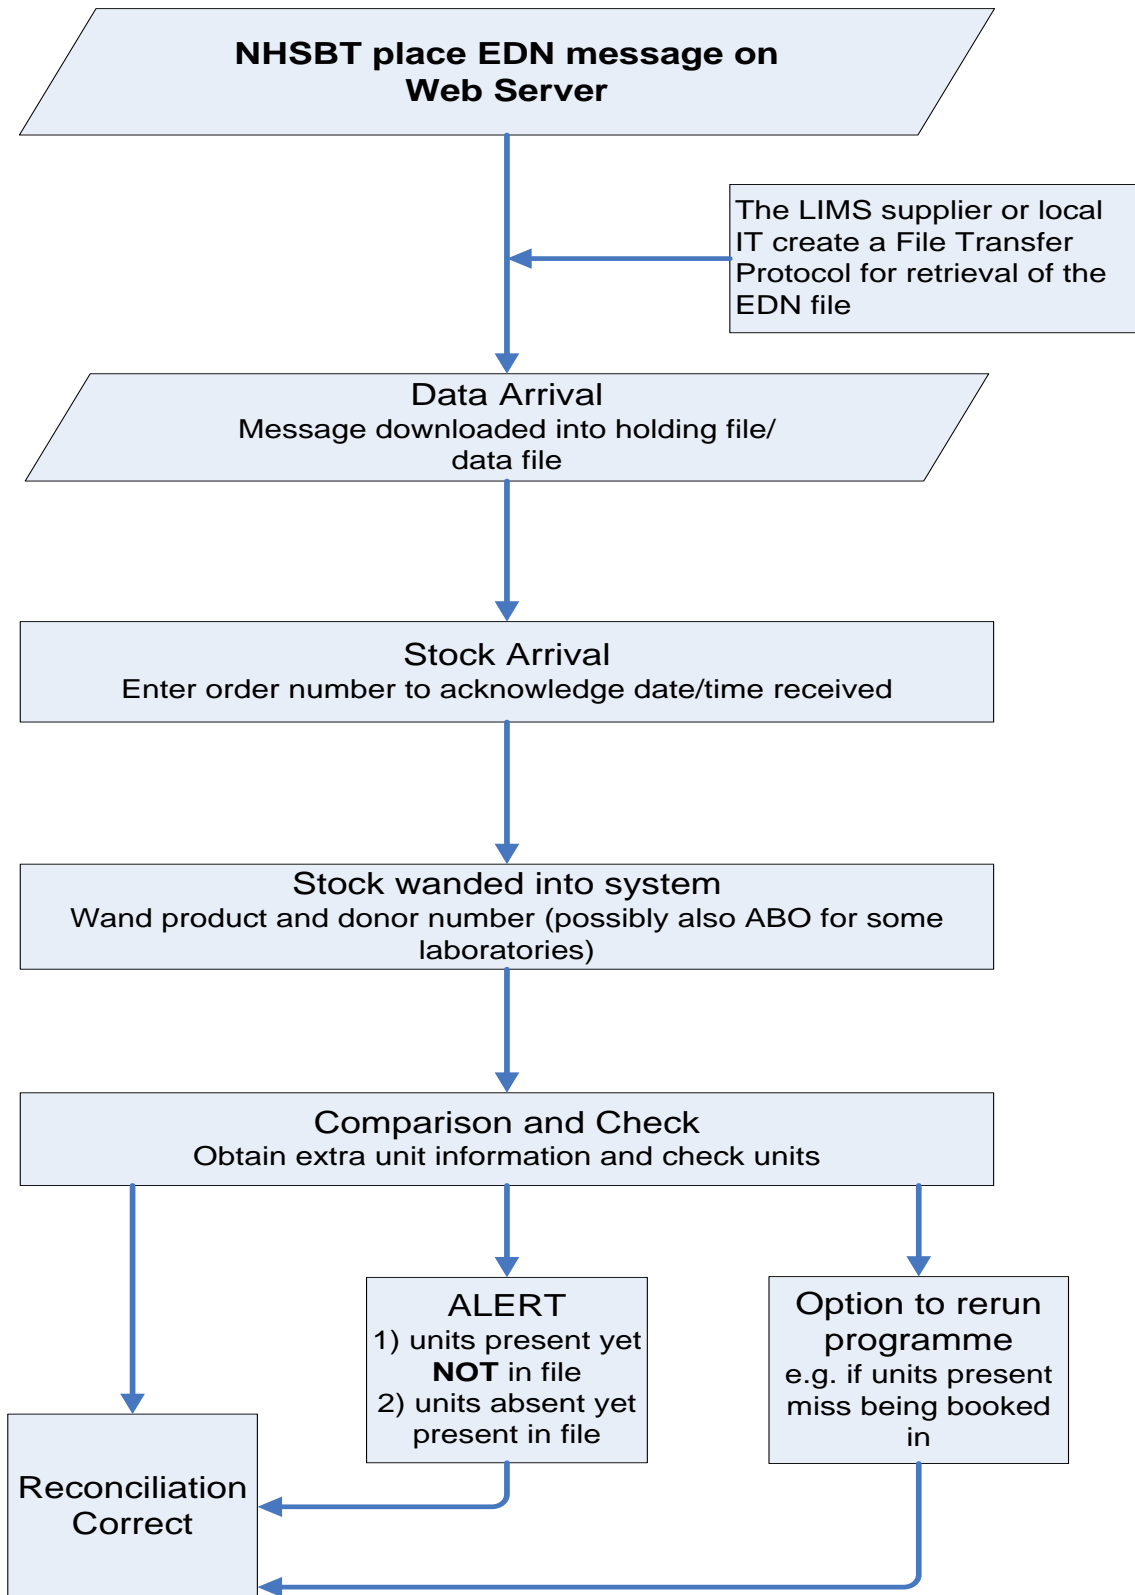 NHSBT place EDN message on
Web Server
The LIMS supplier or local
IT create a File Transfer
Protocol for retrieval of the
EDN file
Data Arrival
Message downloaded into holding file/
data file
Stock Arrival
Enter order number to acknowledge date/time received
Stock wanded into system
Wand product and donor number (possibly also ABO for some
laboratories)
Comparison and Check
Obtain extra unit information and check units
ALERT
1) units present yet
NOT in file
2) units absent yet
present in file
Option to rerun
programme
e.g. if units present
miss being booked
in
Reconciliation
Correct